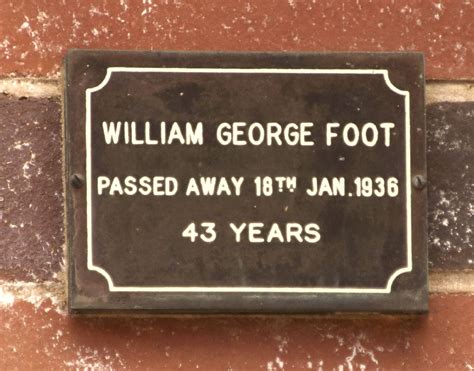 WILLIAM GEORGE FOOT
PASSED AWAY 18TH JAN.1936
43 YEARS